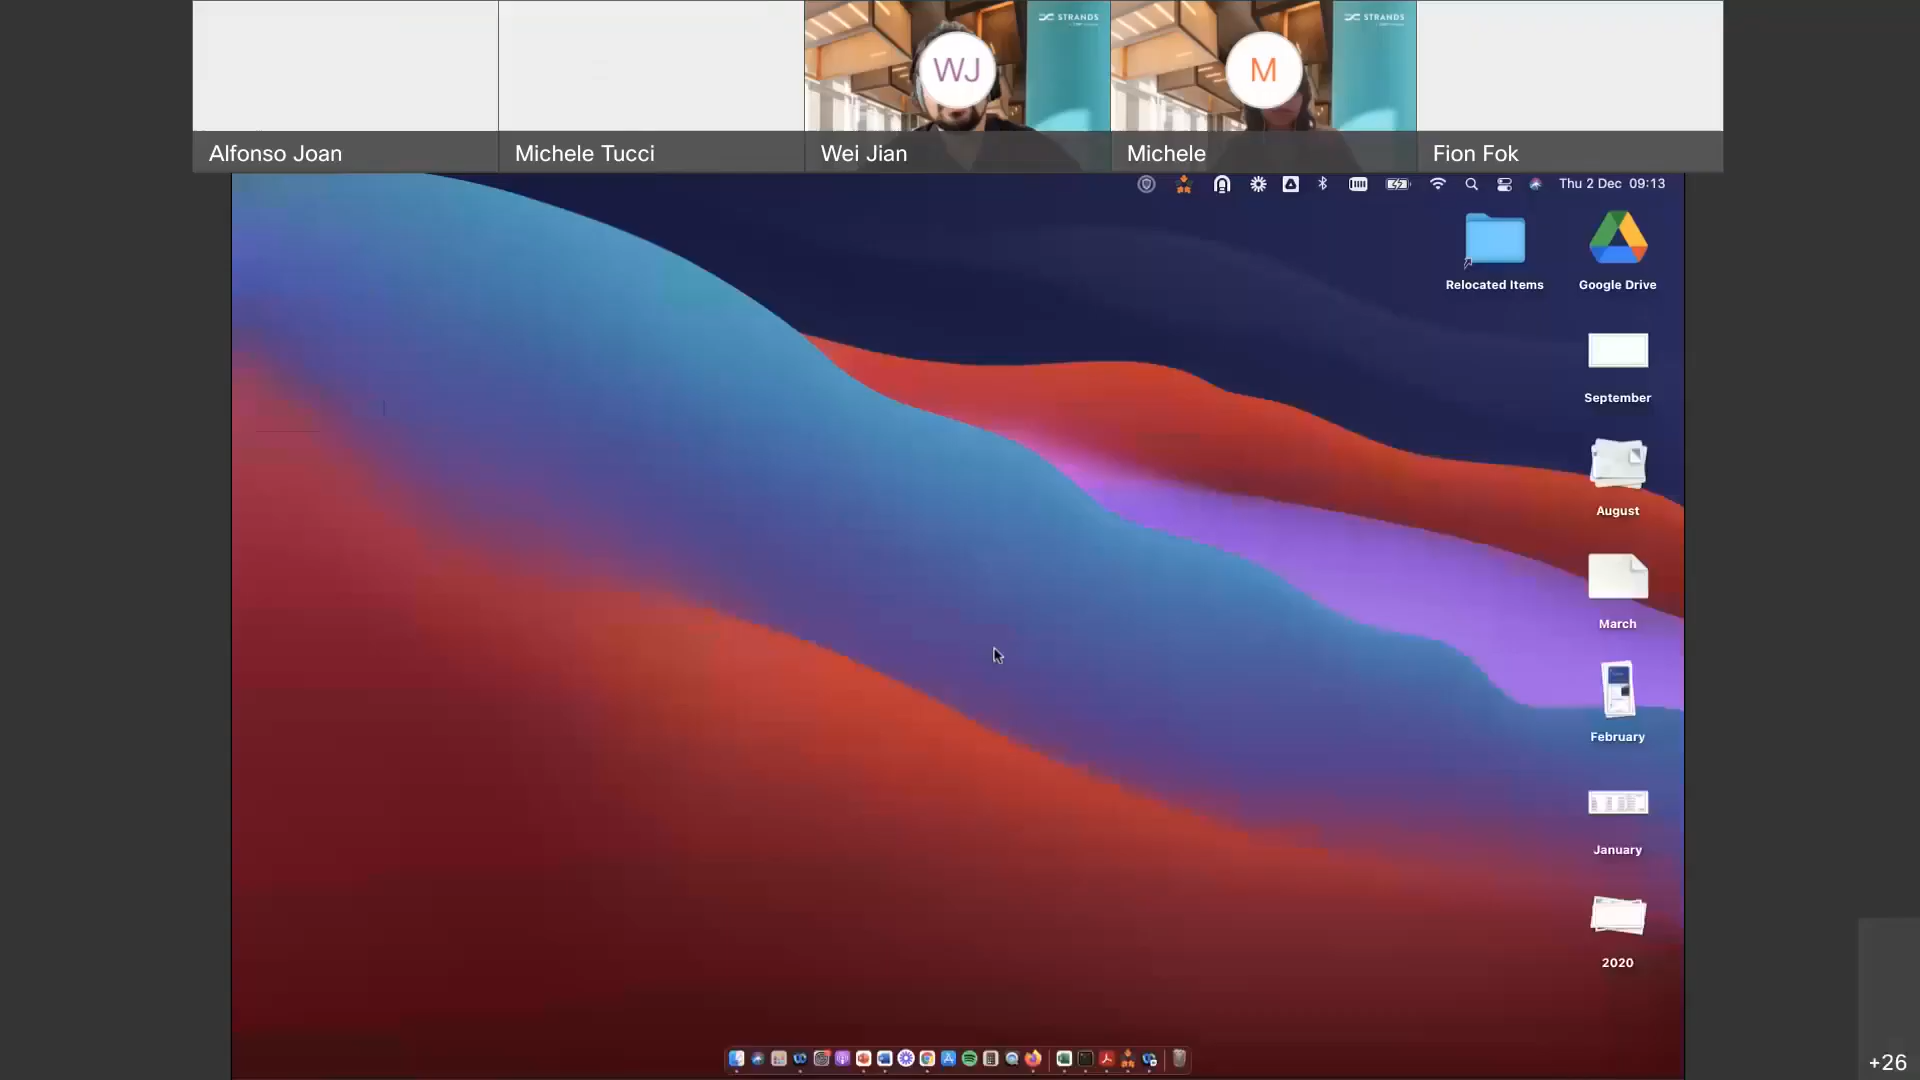 STRANDS
STRANDS
WJ
M
Alfonso Joan
Michele Tucci
Wei Jian
Michele
Fion Fok
Thu 2 Dec 09:13
Relocated Items
Google Drive
September
August
March
February
January
2020
+26